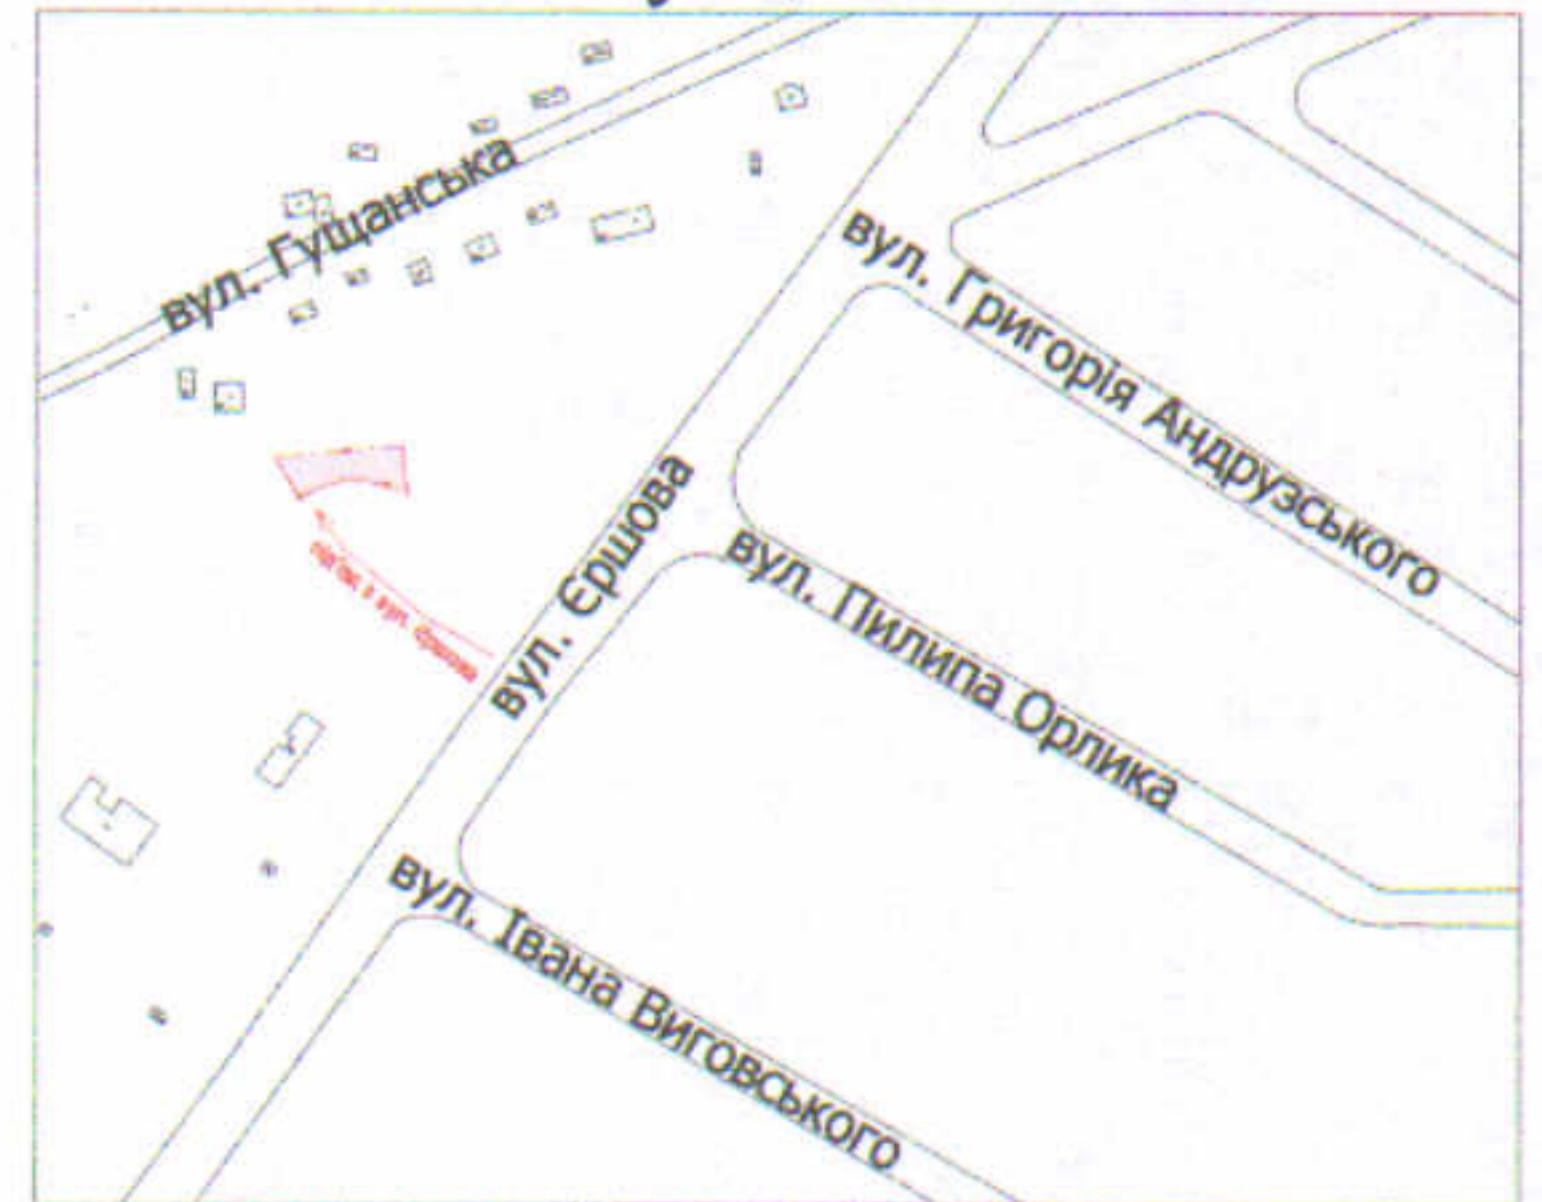 вул. Гущанська
вул. Григорія Андрузського
вул. Єршова
вул. Пилипа Орлика
вул. Івана Виговського